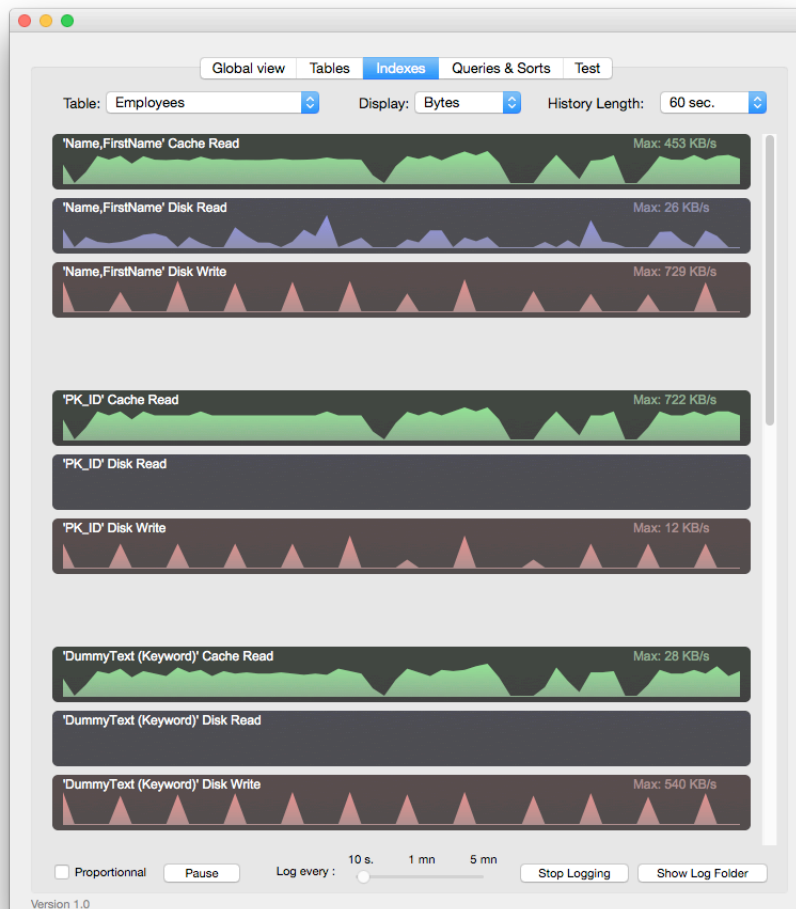 Global view Tables Indexes Queries & Sorts Test
Table: Employees Display: Bytes History Length: 60 sec.
'Name,FirstName' Cache Read Max: 453 KB/s
'Name,FirstName' Disk Read Max: 26 KB/s
'Name,FirstName' Disk Write Max: 729 KB/s
'PK_ID' Cache Read Max: 722 KB/s
'PK_ID' Disk Read
'PK_ID' Disk Write Max: 12 KB/s
'DummyText (Keyword)' Cache Read Max: 28 KB/s
'DummyText (Keyword)' Disk Read
'DummyText (Keyword)' Disk Write Max: 540 KB/s
10 s. 1 mn 5 mn
Proportionnal Pause Log every : Stop Logging Show Log Folder
Version 1.0